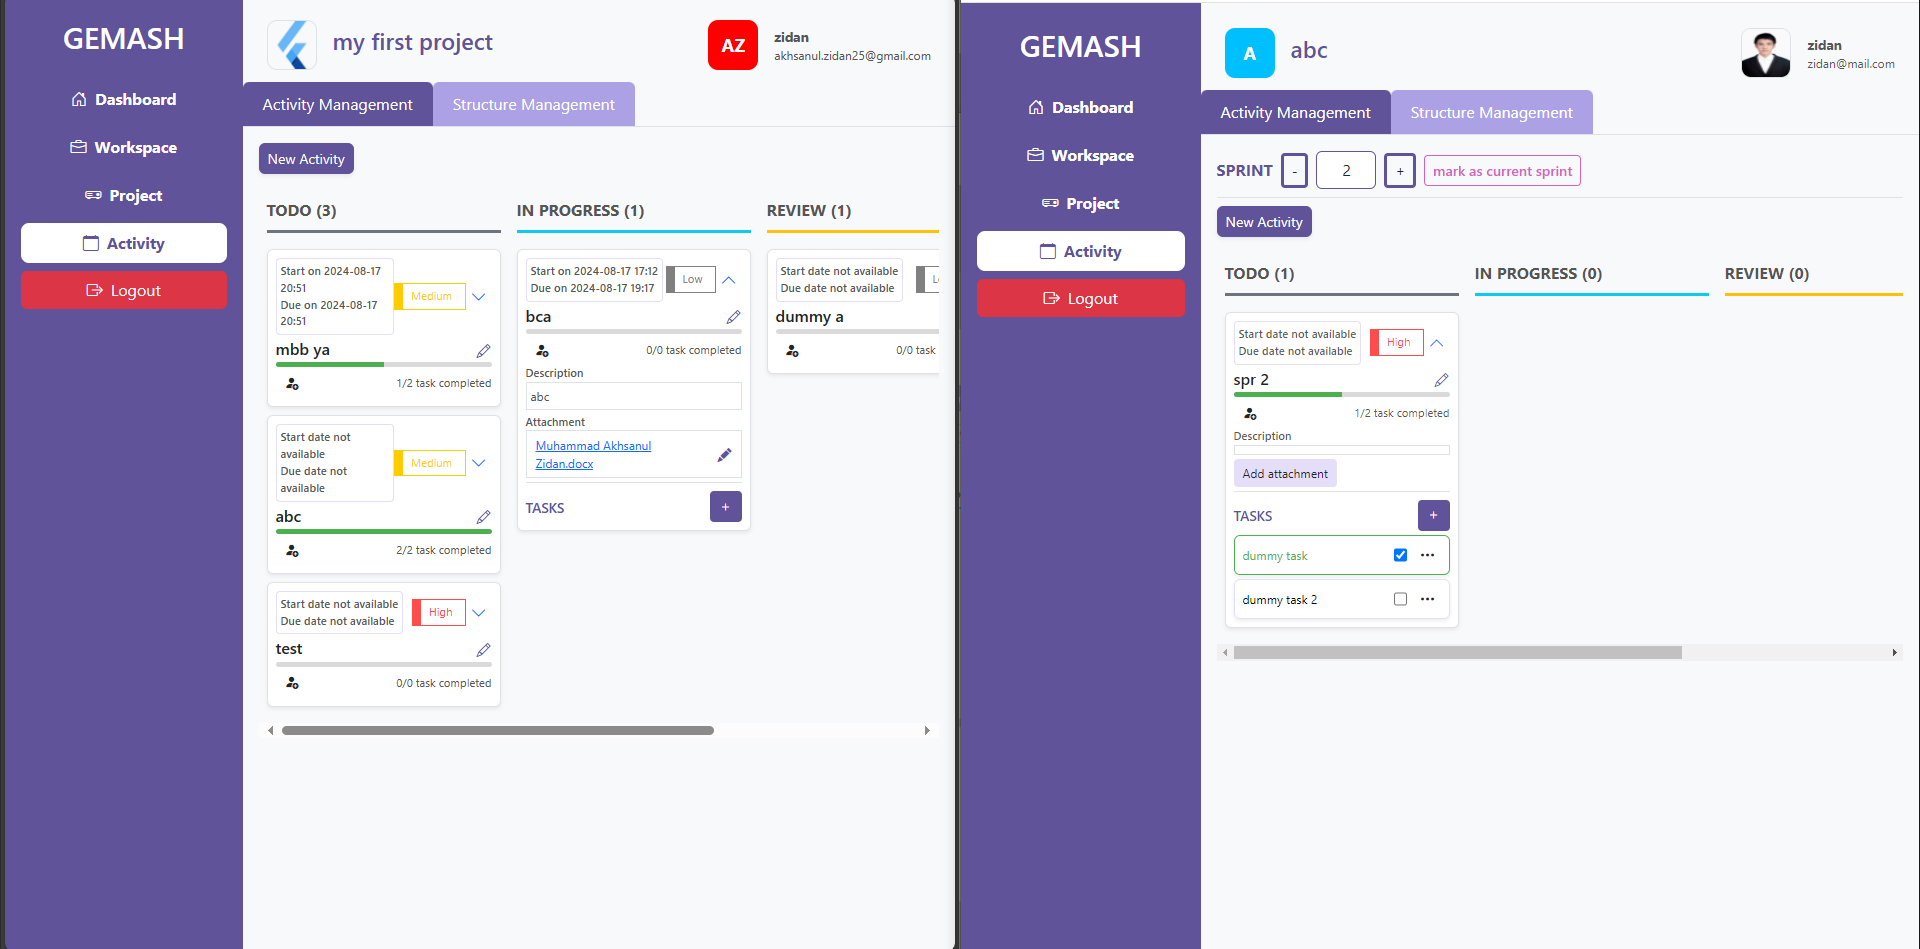 GEMASH
Dashboard
Workspace
Project
Activity
Logout
my first project
AZ
zidan
akhsanul.zidan25@gmail.com
Activity Management
Structure Management
New Activity
TODO (3)
Start on 2024-08-17
20:51
Due on 2024-08-17
20:51
Medium
mbb ya
1/2 task completed
Start date not
available
Due date not
available
Medium
abc
2/2 task completed
Start date not available
Due date not available
High
test
0/0 task completed
IN PROGRESS (1)
Start on 2024-08-17 17:12
Due on 2024-08-17 19:17
Low
bca
0/0 task completed
Description
abc
Attachment
Muhammad Akhsanul
Zidan.docx
TASKS
+
REVIEW (1)
Start date not available
Due date not available
dummy a
0/0 task
GEMASH
Dashboard
Workspace
Project
Activity
Logout
A
abc
zidan
zidan@mail.com
Activity Management
Structure Management
SPRINT
-
2
+
mark as current sprint
New Activity
TODO (1)
Start date not available
Due date not available
High
spr 2
1/2 task completed
Description
Add attachment
TASKS
+
dummy task
dummy task 2
IN PROGRESS (0)
REVIEW (0)